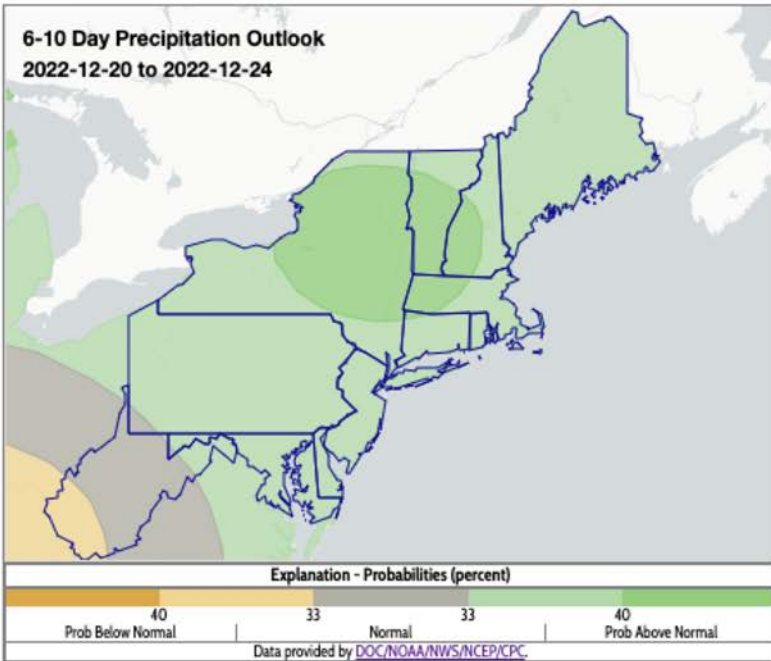 6-10 Day Precipitation Outlook
2022-12-20 to 2022-12-24
Explanation - Probabilities (percent)
40 33 33 40
Prob Below Normal | Normal | Prob Above Normal
Data provided by DOC/NOAA/NWS/NCEP/CPC.